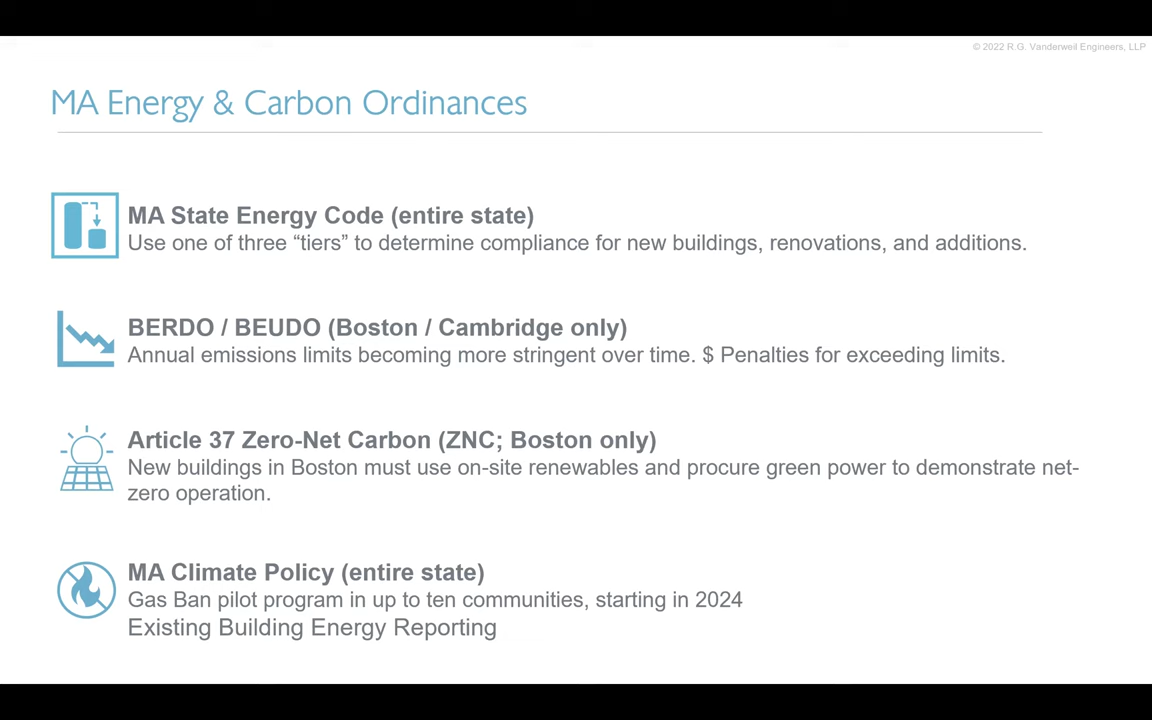 © 2022 R.G. Vanderweil Engineers, LLP
MA Energy & Carbon Ordinances
MA State Energy Code (entire state)
Use one of three “tiers” to determine compliance for new buildings, renovations, and additions.
BERDO / BEUDO (Boston / Cambridge only)
Annual emissions limits becoming more stringent over time. $ Penalties for exceeding limits.
Article 37 Zero-Net Carbon (ZNC; Boston only)
New buildings in Boston must use on-site renewables and procure green power to demonstrate net-
zero operation.
MA Climate Policy (entire state)
Gas Ban pilot program in up to ten communities, starting in 2024
Existing Building Energy Reporting